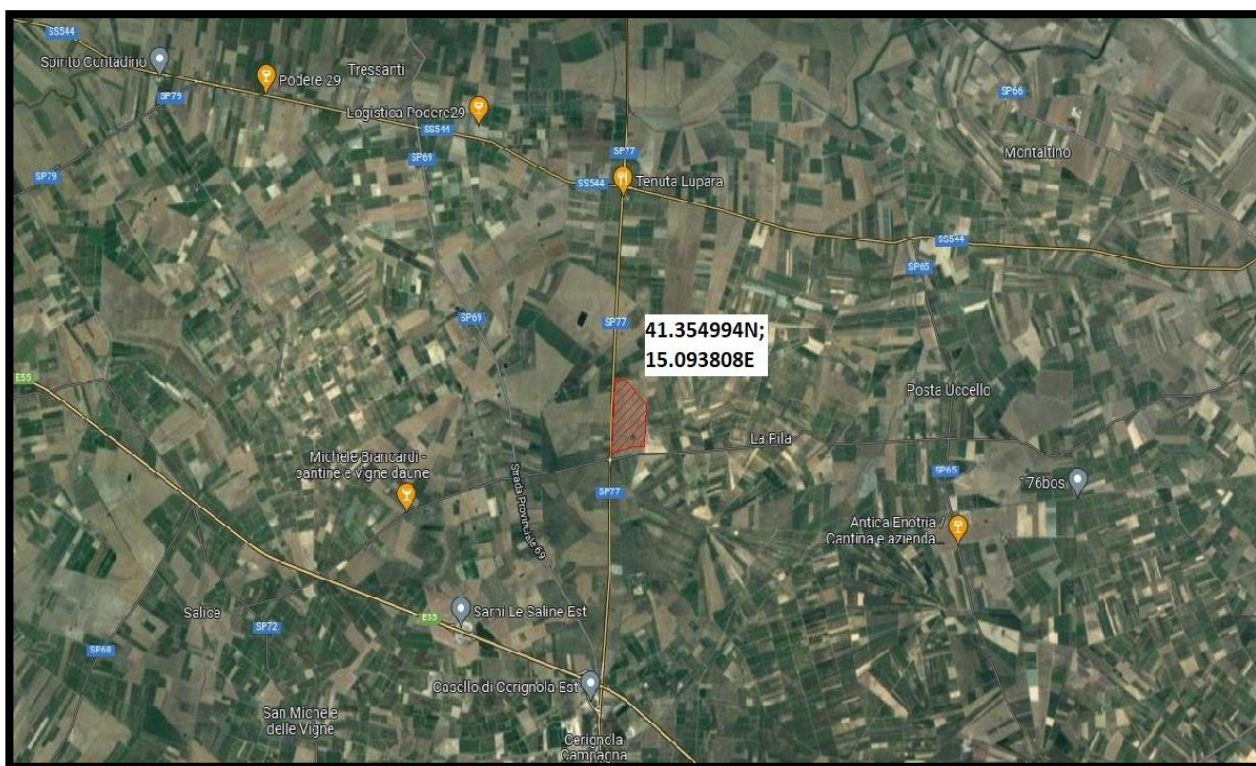 SS544
Spirito Contadino
Podere 29
Tressanti
SP79
Logistica Podere29
SS544
SP69
SP79
SP77
SS544
Tenuta Lupara
SP66
Montaltino
SS544
SP65
SP69
SP77
41.354994N;
15.093808E
E55
Posta Uccello
La Pila
Michele Biancardi -
cantine e vigne daune
Strada Provinciale 69
SP77
SP65
176bos
Antica Enotria /
Cantina e azienda...
Salice
Sarni Le Saline Est
E55
SP72
SP68
Casello di Cerignola Est
San Michele
delle Vigne
Cerignola
Campagna